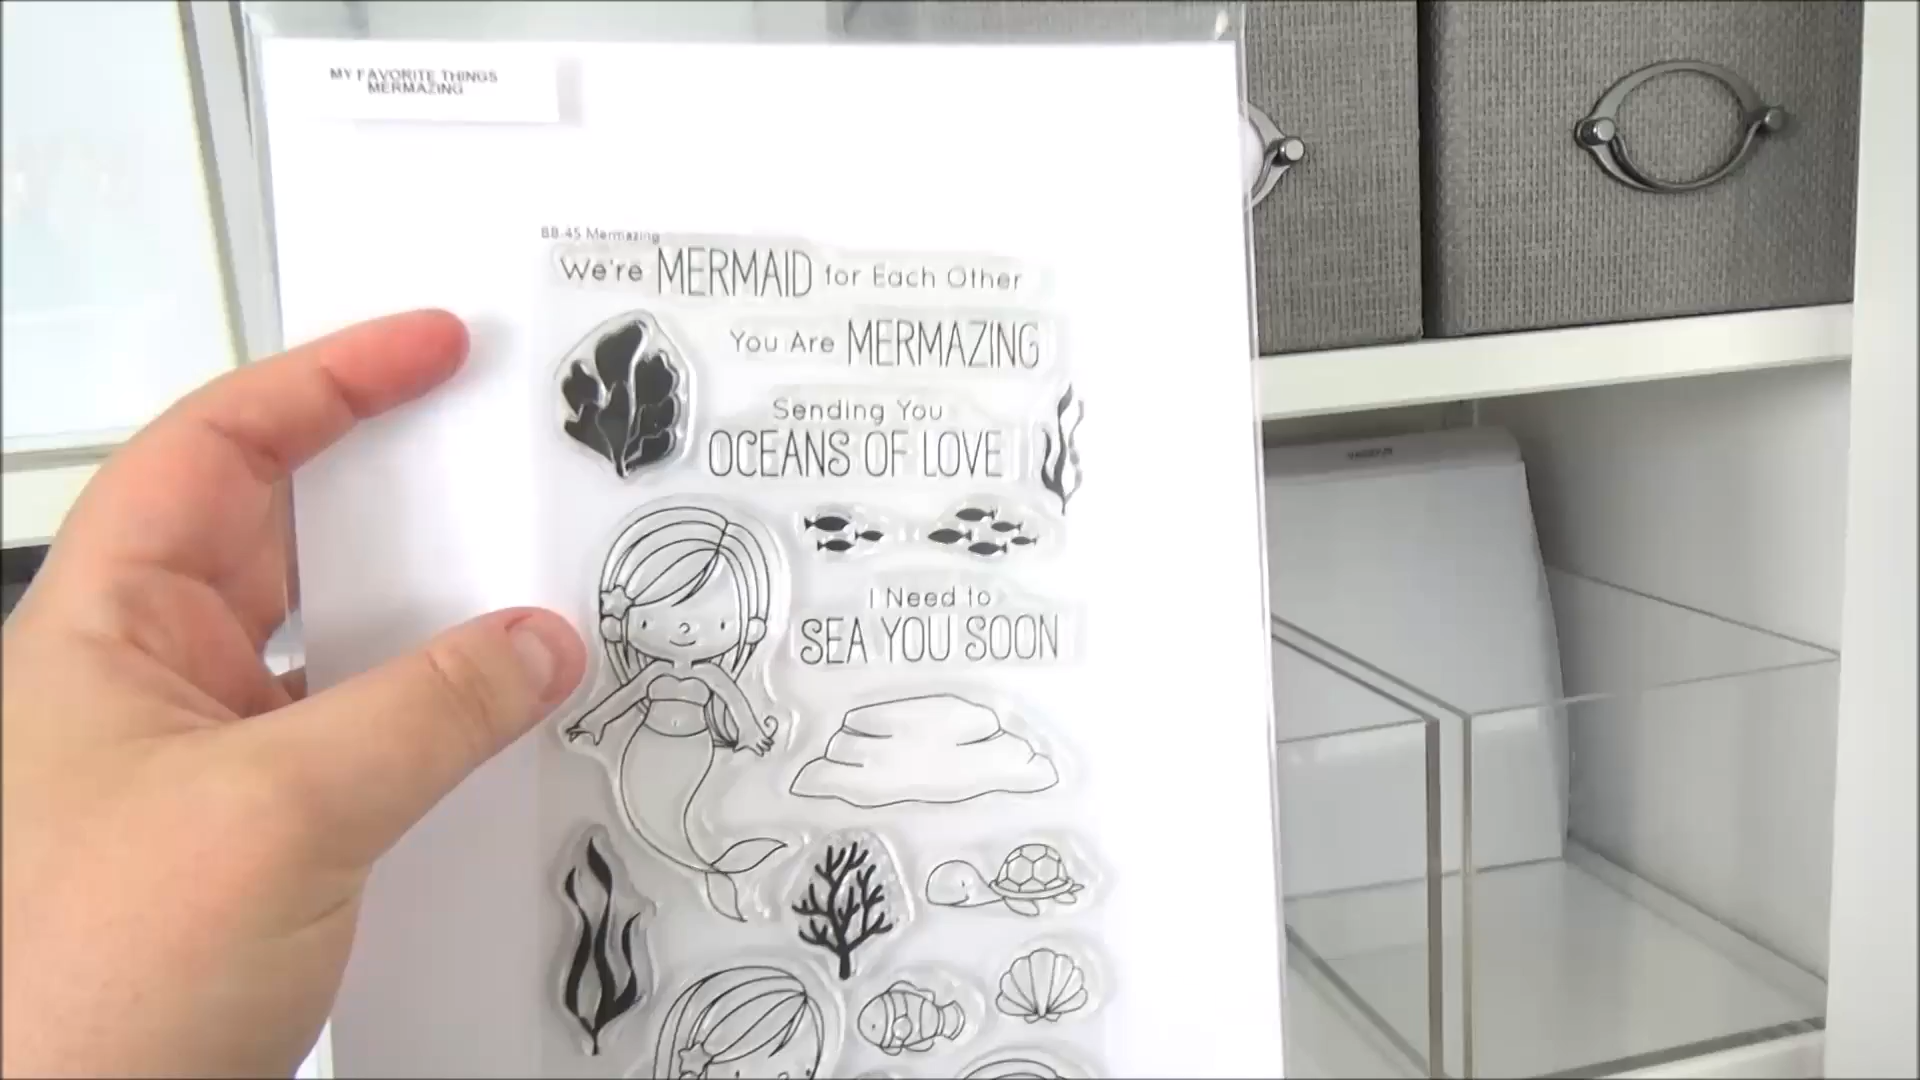 MY FAVORITE THINGS
MERMAZING
BB-45 Mermazing
We're MERMAID for Each Other
You Are MERMAZING
Sending You
OCEANS OF LOVE
I Need to
SEA YOU SOON